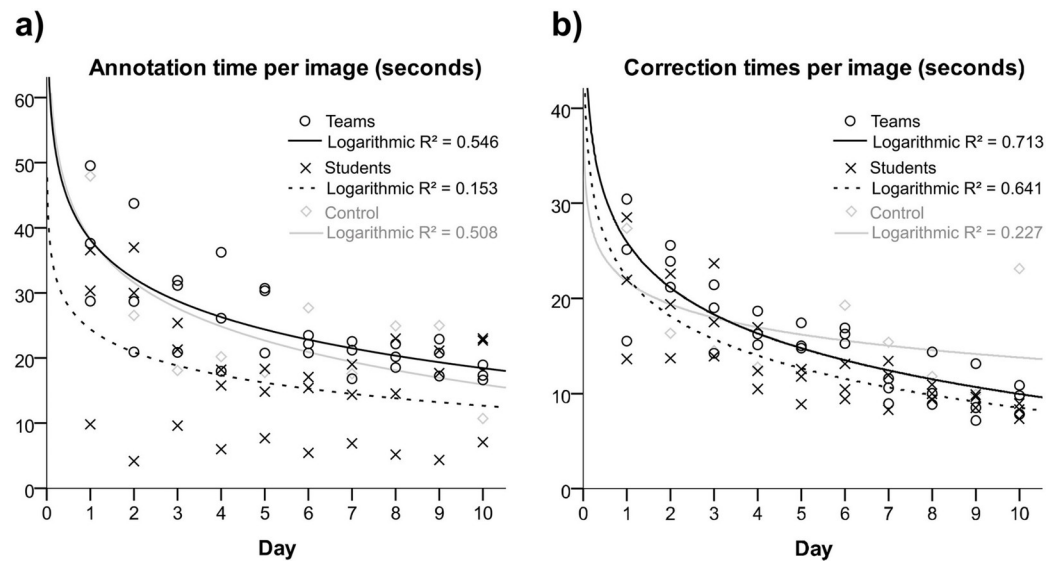 a)
Annotation time per image (seconds)
60
50
40
30
20
10
0
0 1 2 3 4 5 6 7 8 9 10
Day
Teams
Logarithmic R² = 0.546
Students
Logarithmic R² = 0.153
Control
Logarithmic R² = 0.508
b)
Correction times per image (seconds)
40
30
20
10
0
0 1 2 3 4 5 6 7 8 9 10
Day
Teams
Logarithmic R² = 0.713
Students
Logarithmic R² = 0.641
Control
Logarithmic R² = 0.227